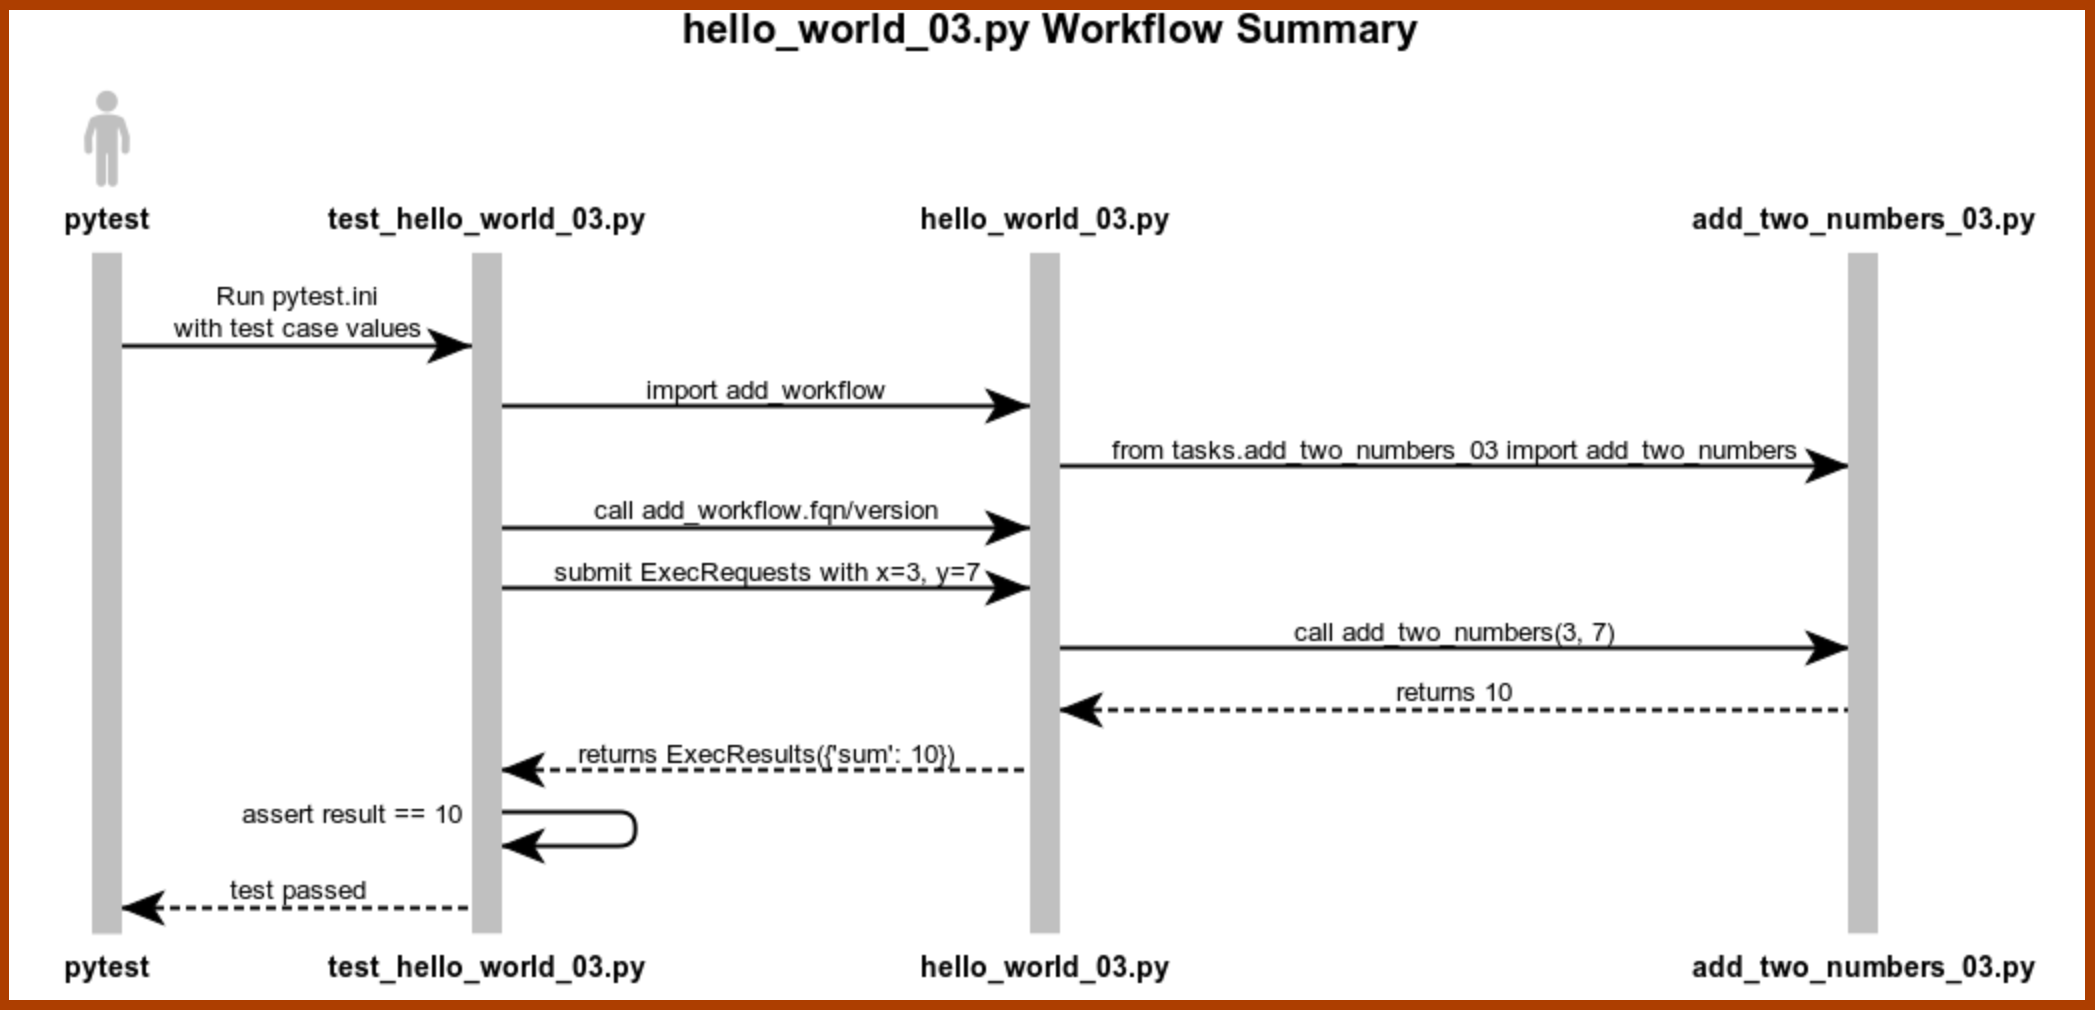 hello_world_03.py Workflow Summary
pytest
test_hello_world_03.py
hello_world_03.py
add_two_numbers_03.py
Run pytest.ini
with test case values
import add_workflow
from tasks.add_two_numbers_03 import add_two_numbers
call add_workflow.fqn/version
submit ExecRequests with x=3, y=7
call add_two_numbers(3, 7)
returns 10
returns ExecResults({'sum': 10})
assert result == 10
test passed
pytest
test_hello_world_03.py
hello_world_03.py
add_two_numbers_03.py